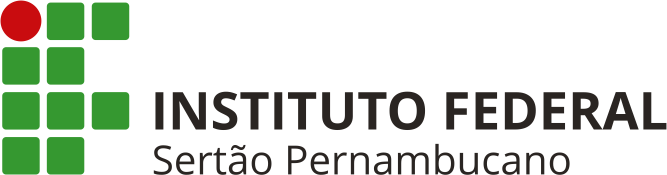 INSTITUTO FEDERAL
Sertão Pernambucano